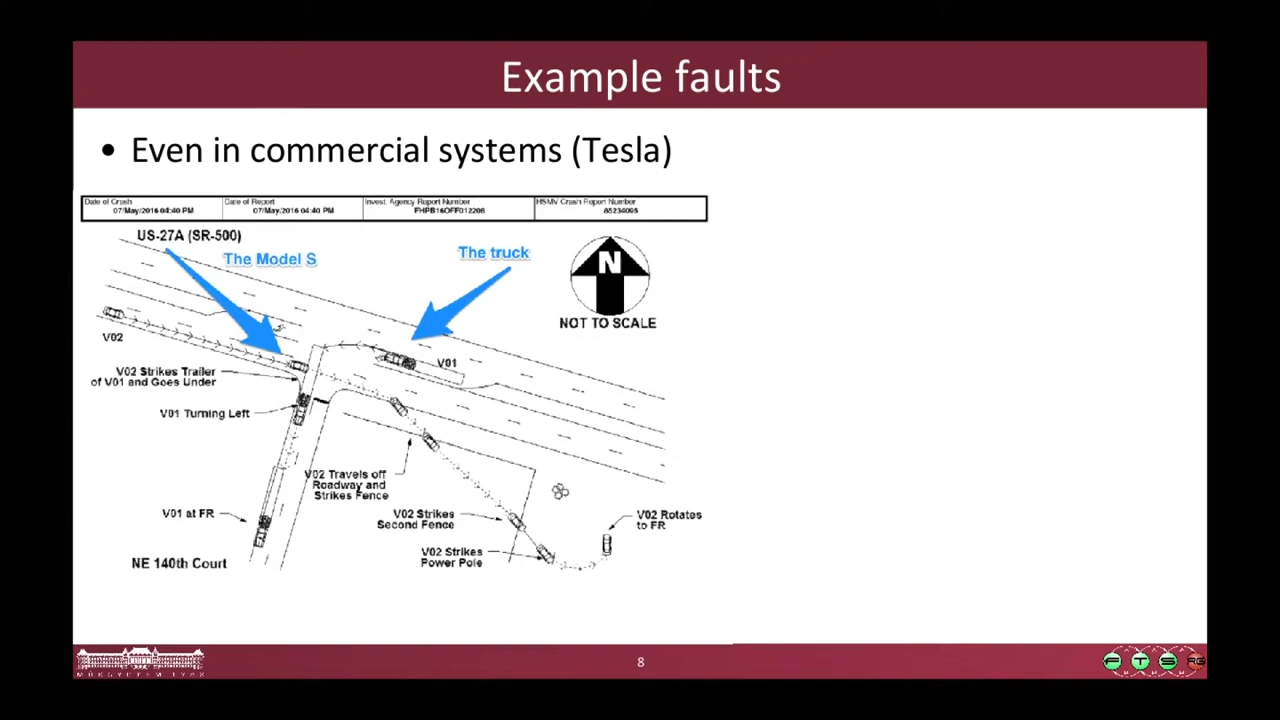 Example faults
• Even in commercial systems (Tesla)
Date of Crash
07/May/2016 04:40 PM
Date of Report
07/May/2016 04:40 PM
Invest. Agency Report Number
FHPB16OFF012208
HSMV Crash Report Number
85234095
US-27A (SR-500)
The Model S
The truck
N
NOT TO SCALE
V02
V01
V02 Strikes Trailer
of V01 and Goes Under
V01 Turning Left
V02 Travels off
Roadway and
Strikes Fence
V01 at FR
V02 Strikes
Second Fence
V02 Rotates
to FR
V02 Strikes
Power Pole
NE 140th Court
MŰEGYETEM 1782
8
FTSRG